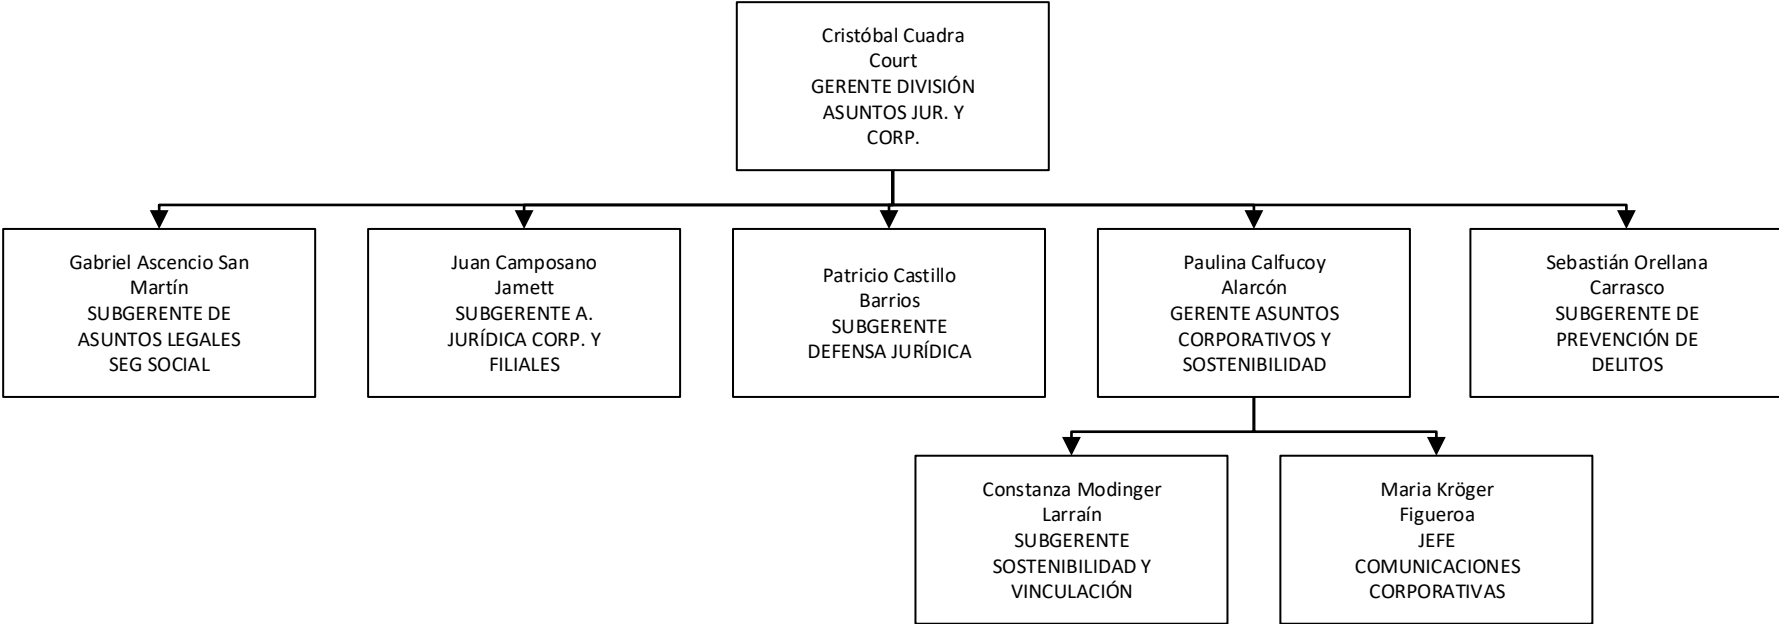 Cristóbal Cuadra
Court
GERENTE DIVISIÓN
ASUNTOS JUR. Y
CORP.
Gabriel Ascencio San
Martín
SUBGERENTE DE
ASUNTOS LEGALES
SEG SOCIAL
Juan Camposano
Jamett
SUBGERENTE A.
JURÍDICA CORP. Y
FILIALES
Patricio Castillo
Barrios
SUBGERENTE
DEFENSA JURÍDICA
Paulina Calfucoy
Alarcón
GERENTE ASUNTOS
CORPORATIVOS Y
SOSTENIBILIDAD
Sebastián Orellana
Carrasco
SUBGERENTE DE
PREVENCIÓN DE
DELITOS
Constanza Modinger
Larraín
SUBGERENTE
SOSTENIBILIDAD Y
VINCULACIÓN
Maria Kröger
Figueroa
JEFE
COMUNICACIONES
CORPORATIVAS